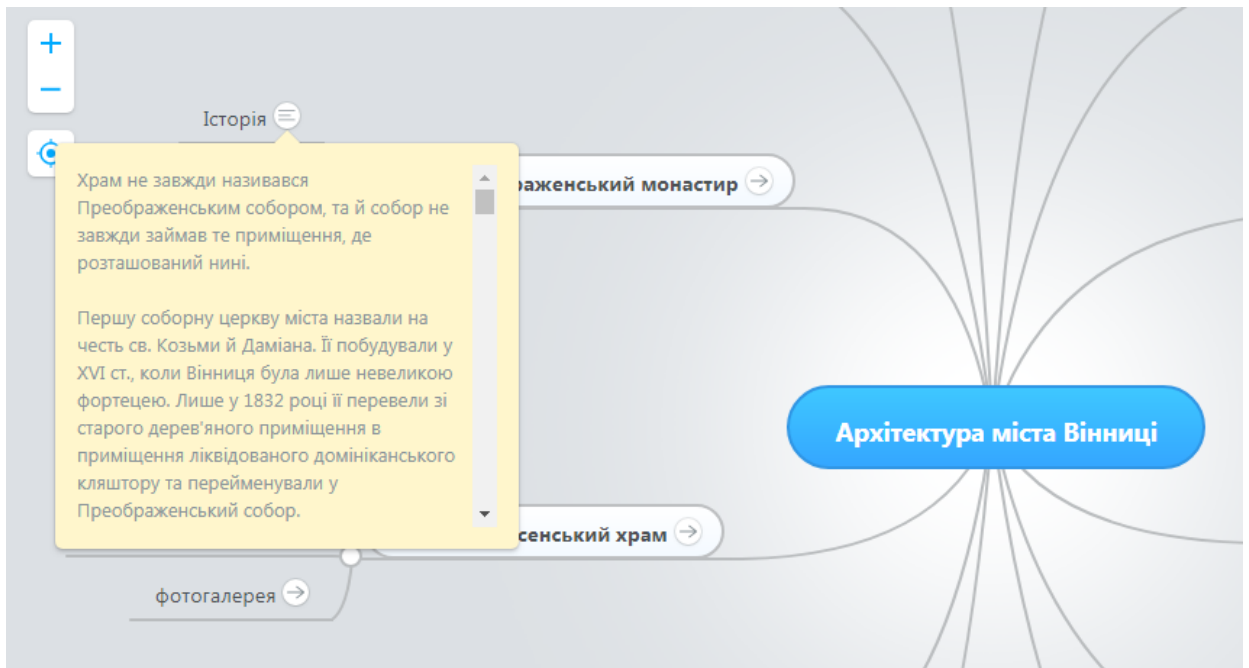 Історія
Храм не завжди називався
Преображенським собором, та й собор не
завжди займав те приміщення, де
розташований нині.
Першу соборну церкву міста назвали на
честь св. Козьми й Даміана. Її побудували у
XVI ст., коли Вінниця була лише невеликою
фортецею. Лише у 1832 році її перевели зі
старого дерев'яного приміщення в
приміщення ліквідованого домініканського
кляштору та перейменували у
Преображенський собор.
раженський монастир
Архітектура міста Вінниці
сенський храм
фотогалерея